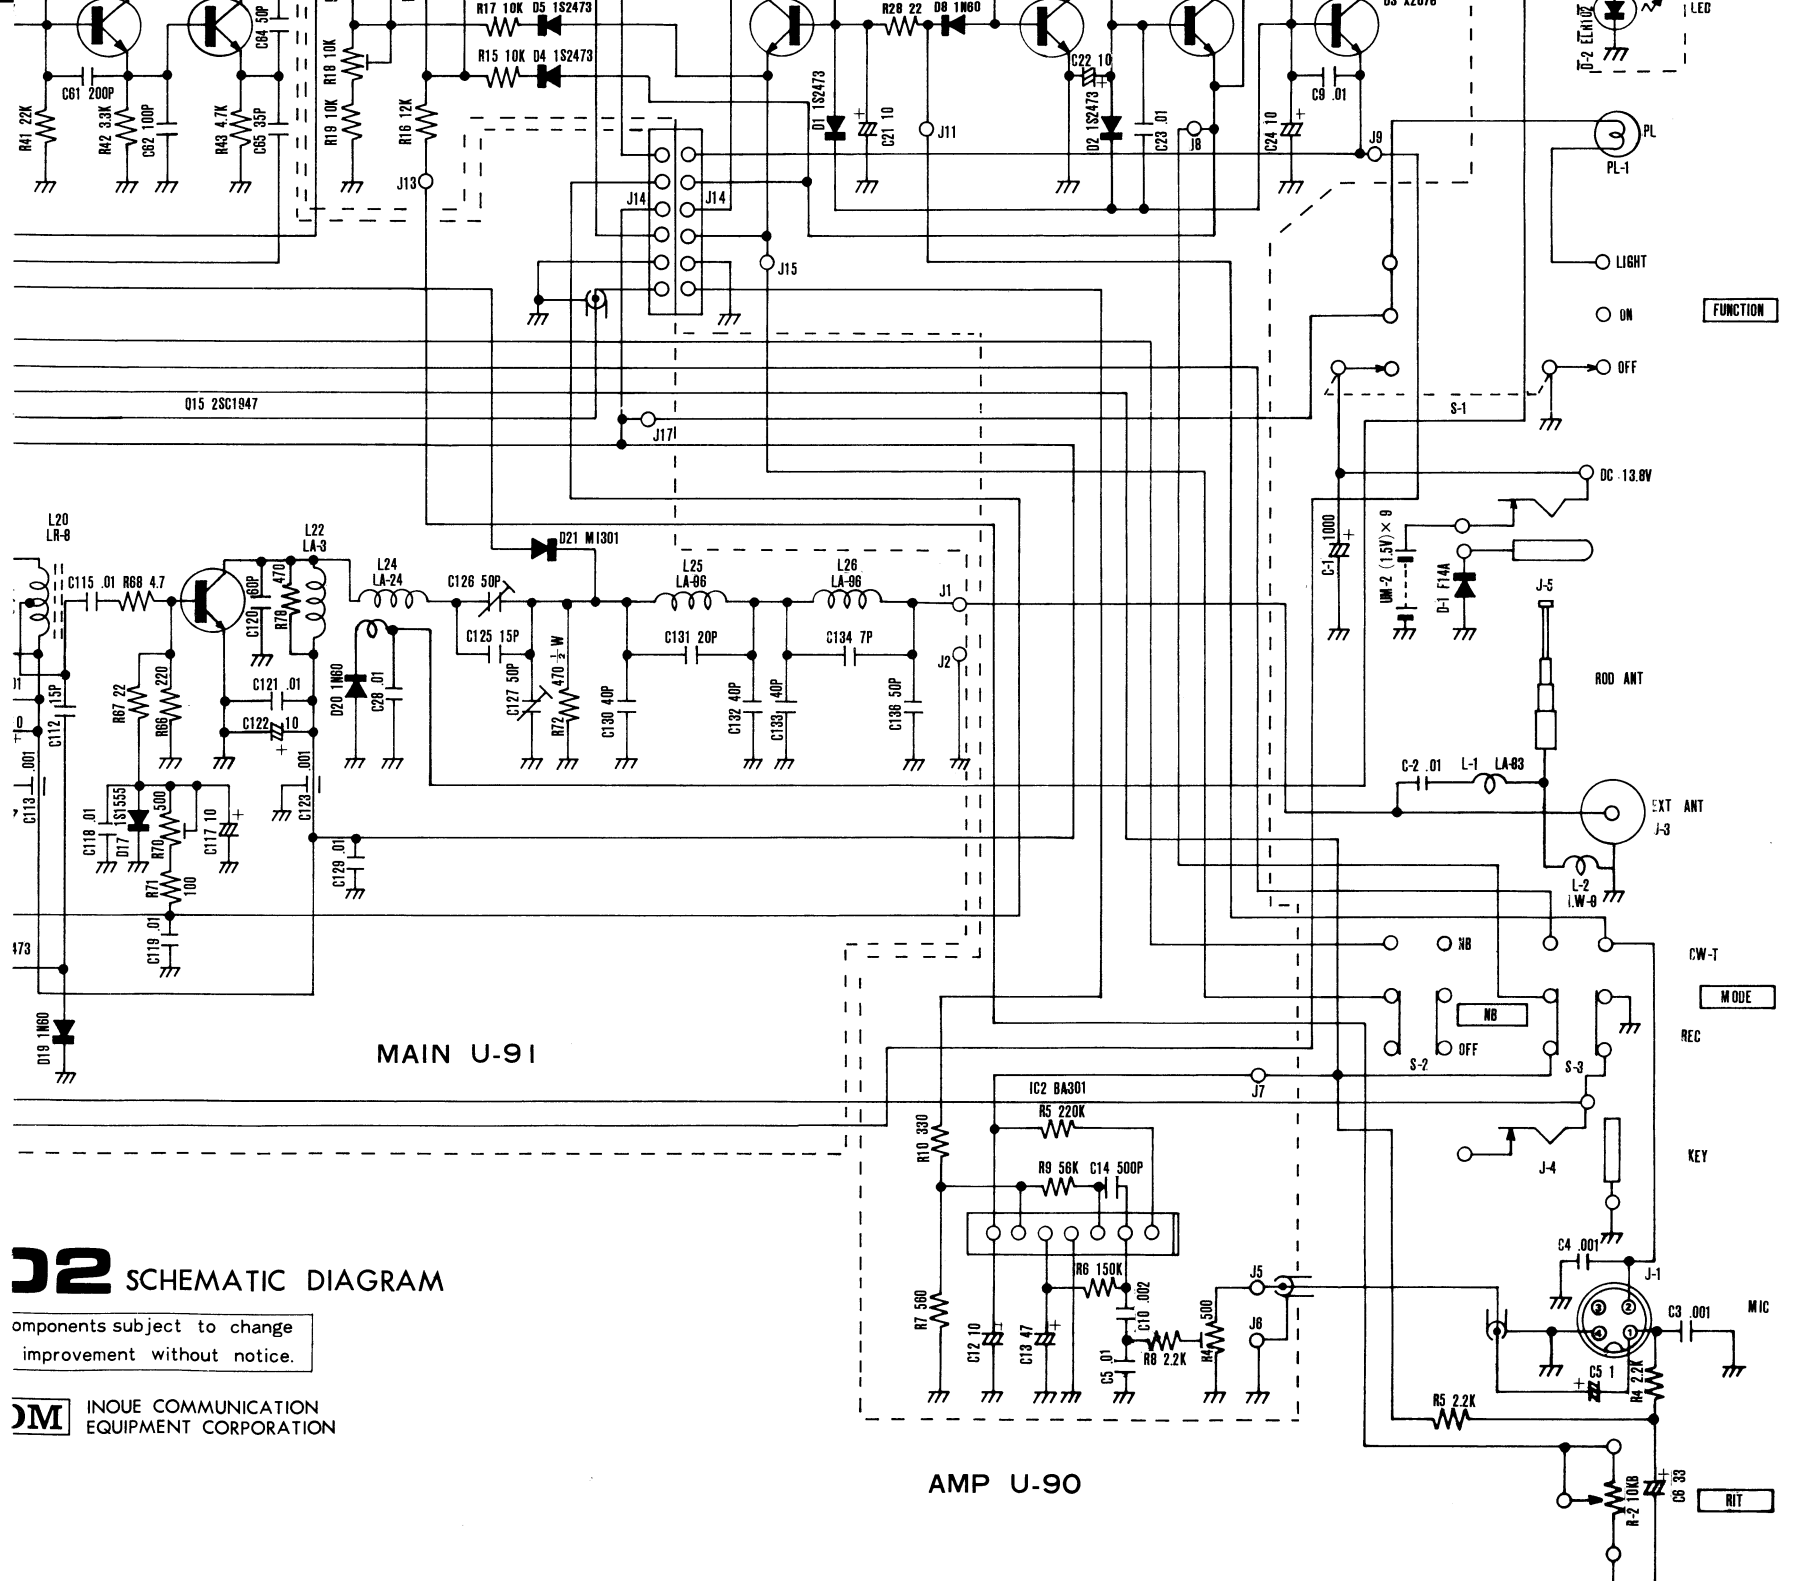 R17 10K D5 1S2473
R28 22 D8 1N60
LED
D-2 ELR102
C64 50P
R18 10K
R15 10K D4 1S2473
C22 10
C61 200P
C9 .01
R41 22K
R42 3.3K
C62 100P
R43 4.7K
C65 35P
R19 10K
R16 12K
D1 1S2473
C21 10
J11
D2 1S2473
C23 .01
J8
C24 10
J9
PL
PL-1
J13
J14
J14
J15
LIGHT
ON
FUNCTION
OFF
S-1
Q15 2SC1947
J17
DC 13.8V
C-1 1000
UM-2 (1.5V) × 9
D-1 F14A
J-5
L20
LR-8
L22
LA-3
D21 MI301
C115 .01 R68 4.7
C120 60P
R78 470
L24
LA-24
C126 50P
L25
LA-96
L26
LA-96
J1
C125 15P
C131 20P
C134 7P
J2
ROD ANT
C112 15P
R67 22
R66 220
C121 .01
C122 10
D20 1N60
C28 .01
C127 50P
R72 470 ½W
C130 40P
C132 40P
C133 40P
C136 50P
C113 .001
C123 .001
C-2 .01 L-1 LA-83
EXT ANT
J-3
C118 .01
D17 1S1555
R70 500
C117 10
R71 100
C129 .01
L-2
LW-8
C119 .01
473
NB
CW-T
MODE
NB
REC
OFF
S-2
S-3
D19 1N60
MAIN U-91
J7
IC2 BA301
R5 220K
R10 330
R9 56K C14 500P
J-4
KEY
C4 .001
J-1
02 SCHEMATIC DIAGRAM
R6 150K
J5
3 2
4 1
C3 .001
MIC
omponents subject to change
improvement without notice.
R7 560
C12 10
C13 47
C10 .002
C5 .01
R8 2.2K
R4 500
J6
C5 1
R4 2.2K
OM
INOUE COMMUNICATION
EQUIPMENT CORPORATION
R5 2.2K
AMP U-90
R-2 10KB
C6 33
RIT